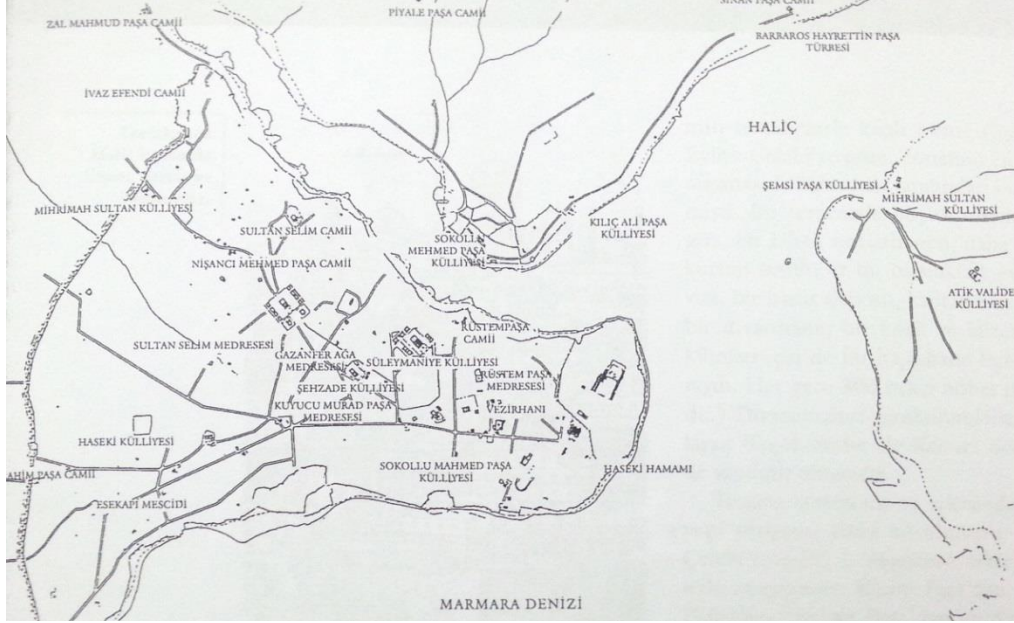 ZAL MAHMUD PAŞA CAMİİ
PİYALE PAŞA CAMİİ
SİNAN PAŞA CAMİİ
BARBAROS HAYRETTİN PAŞA
TÜRBESİ
İVAZ EFENDİ CAMİİ
HALİÇ
ŞEMSİ PAŞA KÜLLİYESİ
MİHRİMAH SULTAN
KÜLLİYESİ
MİHRİMAH SULTAN KÜLLİYESİ
SULTAN SELİM CAMİİ
KILIÇ ALİ PAŞA
KÜLLİYESİ
SOKOLLU
MEHMED PAŞA
KÜLLİYESİ
NİŞANCI MEHMED PAŞA CAMİİ
ATİK VALİDE
KÜLLİYESİ
RÜSTEMPAŞA
CAMİİ
SULTAN SELİM MEDRESESİ
GAZANFER AĞA
MEDRESESİ
SÜLEYMANİYE KÜLLİYESİ
RÜSTEM PAŞA
MEDRESESİ
ŞEHZADE KÜLLİYESİ
KUYUCU MURAD PAŞA
MEDRESESİ
VEZİRHANI
HASEKİ KÜLLİYESİ
SOKOLLU MAHMED PAŞA
KÜLLİYESİ
HASEKİ HAMAMI
AHİM PAŞA CAMİİ
ESEKAPI MESCİDİ
MARMARA DENİZİ